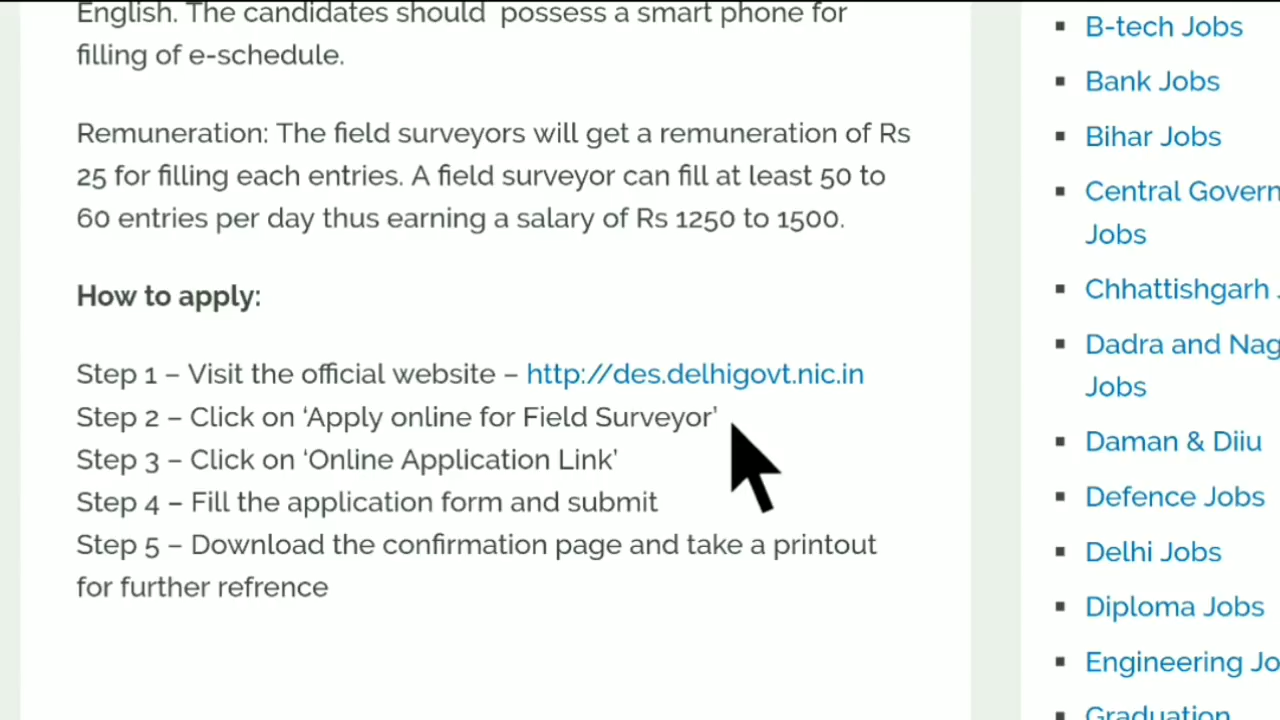 English. The candidates should  possess a smart phone for
filling of e-schedule.
Remuneration: The field surveyors will get a remuneration of Rs
25 for filling each entries. A field surveyor can fill at least 50 to
60 entries per day thus earning a salary of Rs 1250 to 1500.
How to apply:
Step 1 – Visit the official website – http://des.delhigovt.nic.in
Step 2 – Click on ‘Apply online for Field Surveyor’
Step 3 – Click on ‘Online Application Link’
Step 4 – Fill the application form and submit
Step 5 – Download the confirmation page and take a printout
for further refrence
B-tech Jobs
Bank Jobs
Bihar Jobs
Central Govern
Jobs
Chhattisgarh J
Dadra and Nag
Jobs
Daman & Diiu
Defence Jobs
Delhi Jobs
Diploma Jobs
Engineering Jo
Graduation